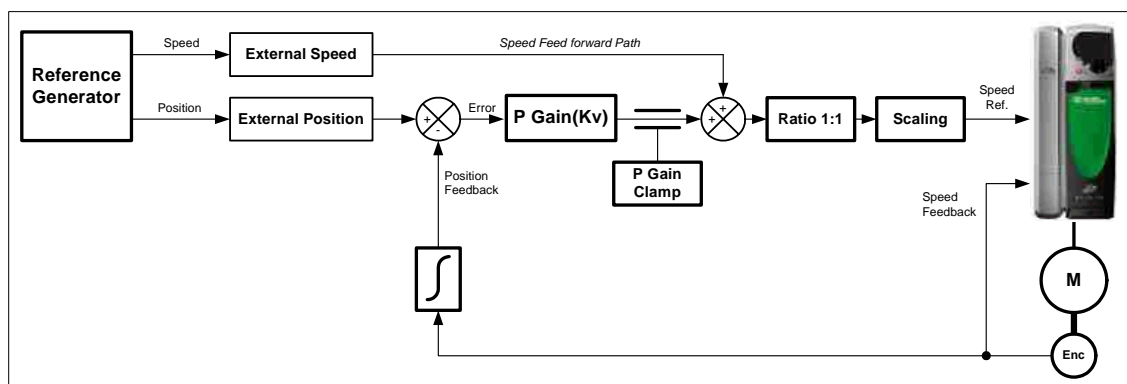 Speed
External Speed
Speed Feed forward Path
Reference
Generator
Position
External Position
+
-
Error
P Gain(Kv)
+
+
Ratio 1:1
Scaling
Speed
Ref.
P Gain
Clamp
Position
Feedback
Speed
Feedback
∫
M
Enc